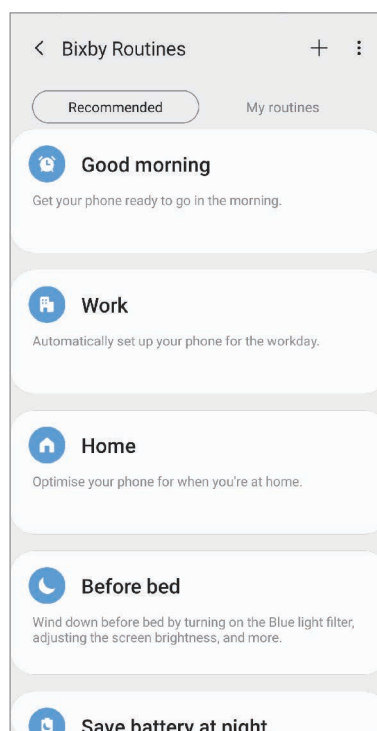 Bixby Routines
Recommended
My routines
Good morning
Get your phone ready to go in the morning.
Work
Automatically set up your phone for the workday.
Home
Optimise your phone for when you're at home.
Before bed
Wind down before bed by turning on the Blue light filter,
adjusting the screen brightness, and more.
Save battery at night